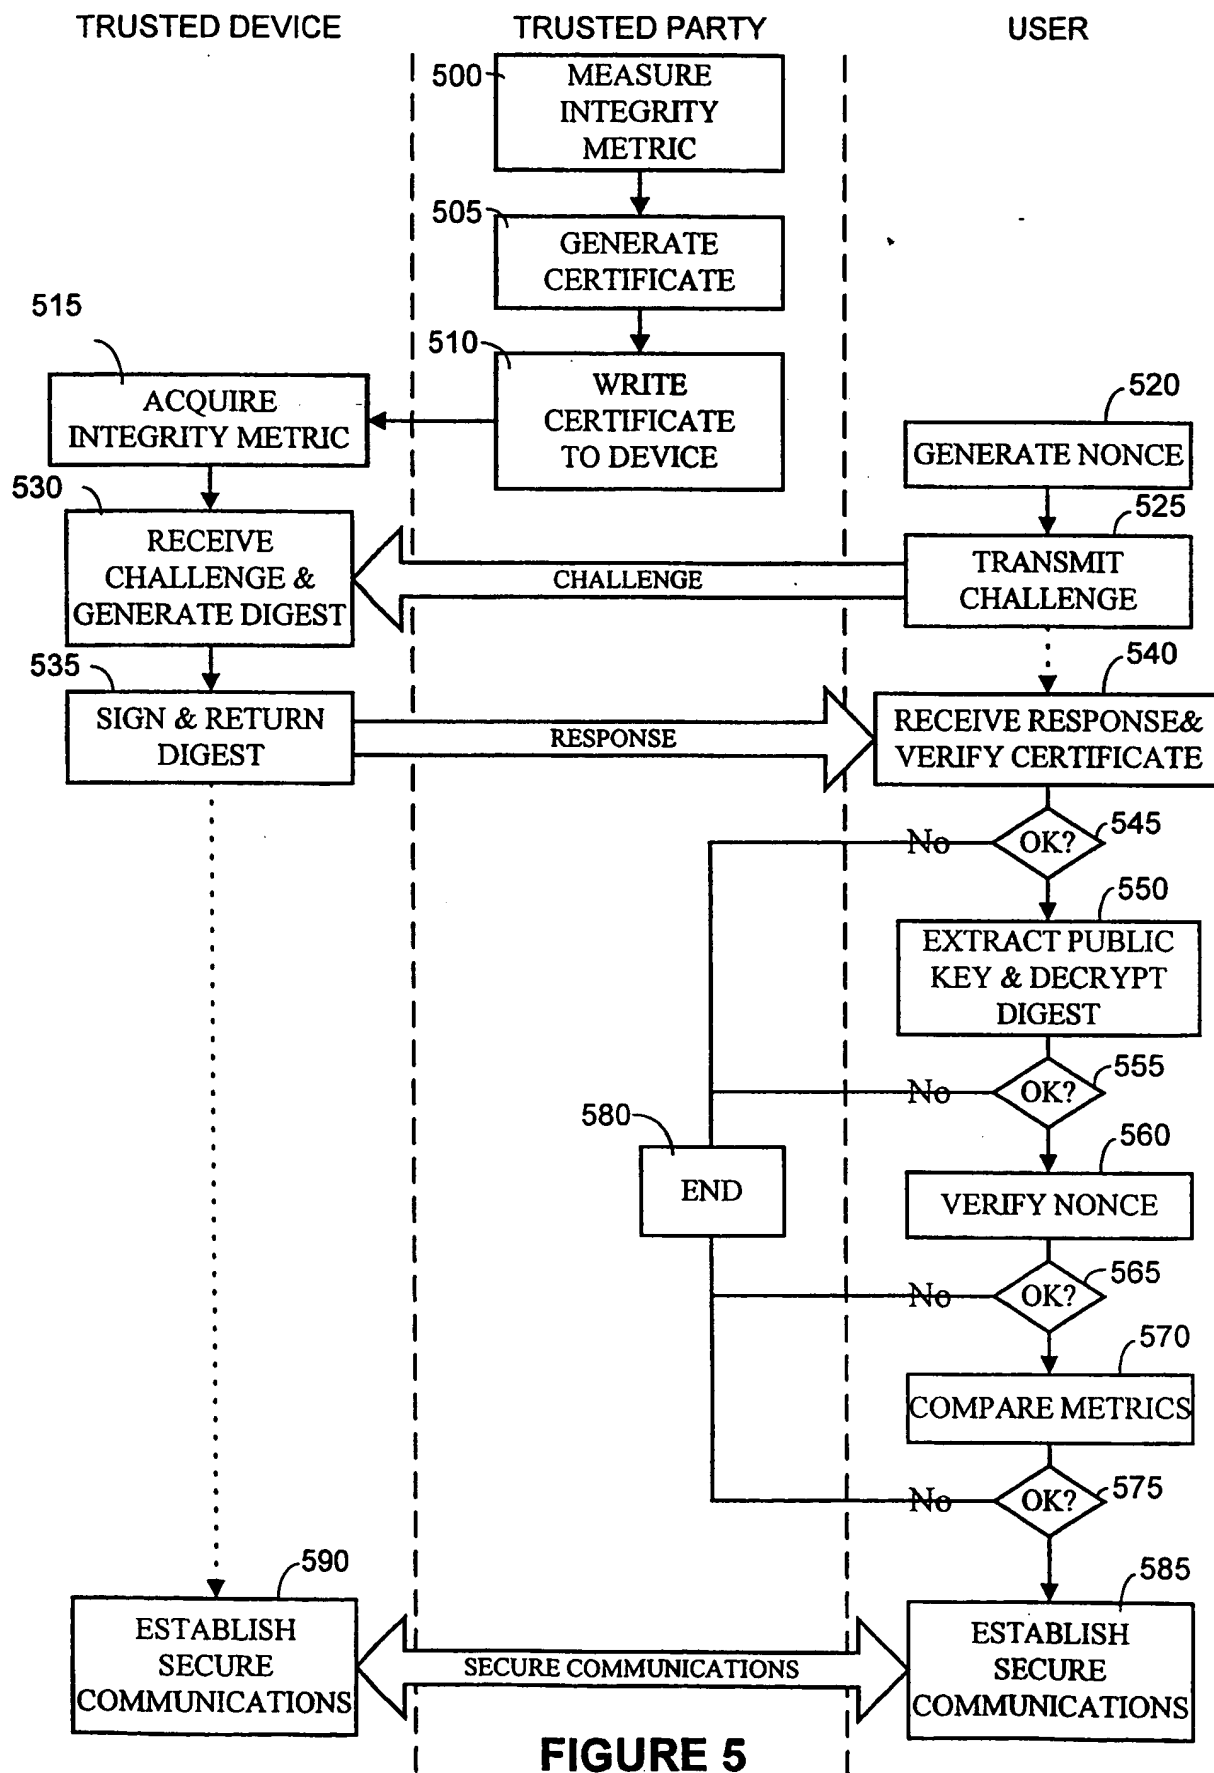 TRUSTED DEVICE
TRUSTED PARTY
USER
500
MEASURE
INTEGRITY
METRIC
505
GENERATE
CERTIFICATE
515
510
ACQUIRE
INTEGRITY METRIC
WRITE
CERTIFICATE
TO DEVICE
520
GENERATE NONCE
530
525
RECEIVE
CHALLENGE &
GENERATE DIGEST
CHALLENGE
TRANSMIT
CHALLENGE
535
540
SIGN & RETURN
DIGEST
RESPONSE
RECEIVE RESPONSE&
VERIFY CERTIFICATE
545
No
OK?
550
EXTRACT PUBLIC
KEY & DECRYPT
DIGEST
555
No
OK?
580
END
560
VERIFY NONCE
565
No
OK?
570
COMPARE METRICS
575
No
OK?
590
585
ESTABLISH
SECURE
COMMUNICATIONS
SECURE COMMUNICATIONS
ESTABLISH
SECURE
COMMUNICATIONS
FIGURE 5